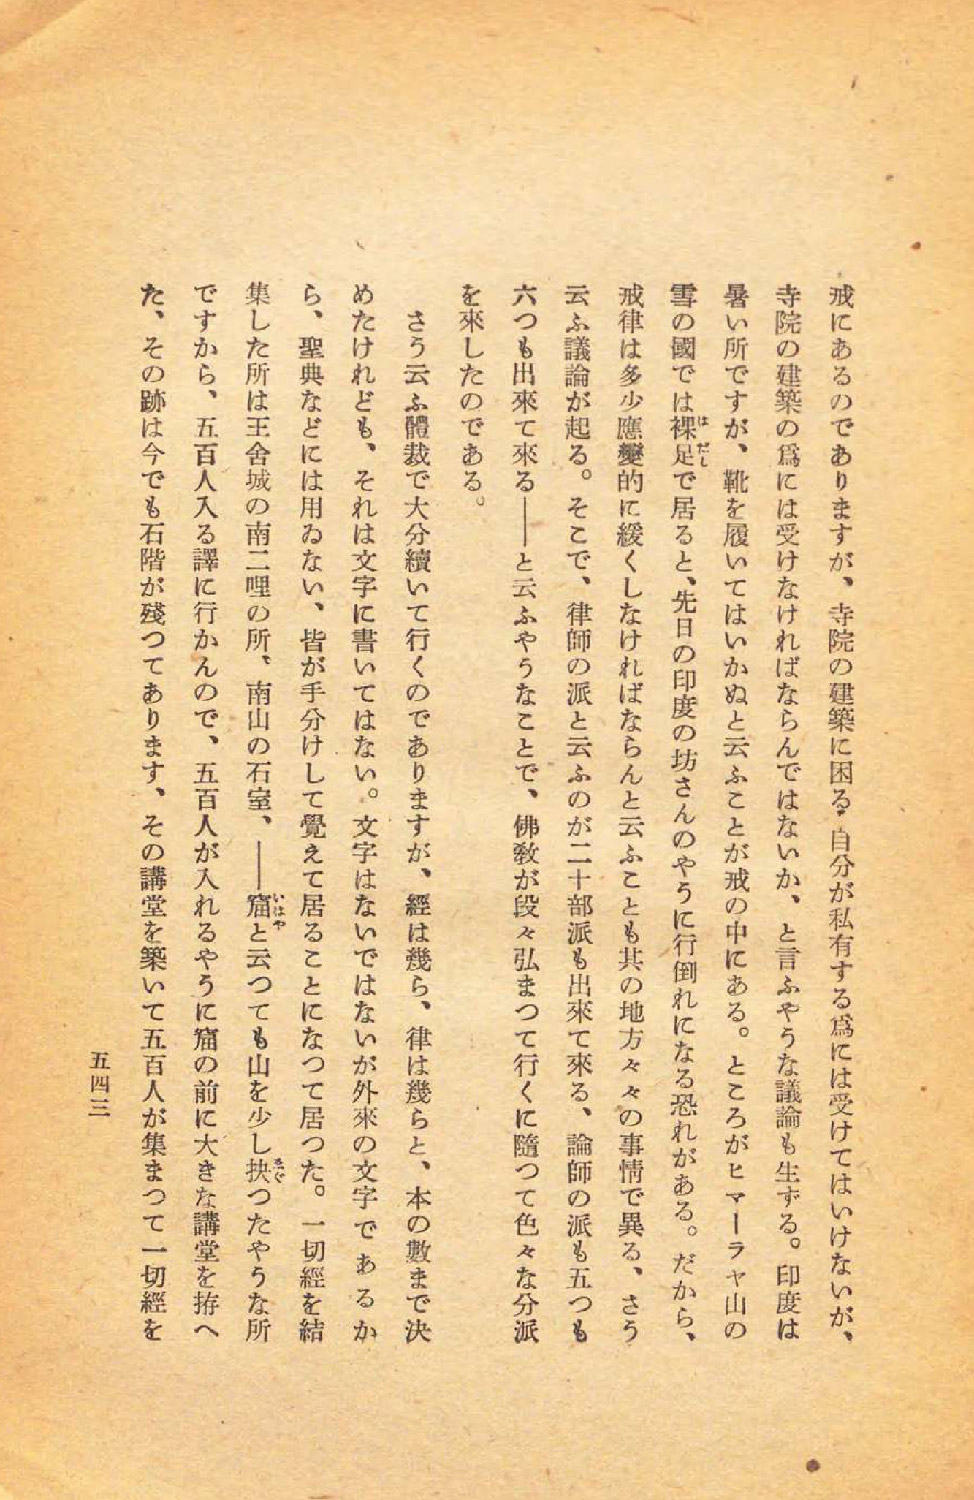 戒にあるのでありますが、寺院の建築に困る、自分が私有する爲には受けてはいけないが、
寺院の建築の爲には受けなければならんではないか、と言ふやうな議論も生ずる。印度は
暑い所ですが、靴を履いてはいかぬと云ふことが戒の中にある。ところがヒマーラヤ山の
雪の國では裸足で居ると、先日の印度の坊さんのやうに行倒れになる恐れがある。だから、
戒律は多少應變的に緩くしなければならんと云ふことも其の地方々々の事情で異る、さう
云ふ議論が起る。そこで、律師の派と云ふのが二十部派も出來て來る、論師の派も五つも
六つも出來て來る——と云ふやうなことで、佛敎が段々弘まつて行くに隨つて色々な分派
を來したのである。
さう云ふ體裁で大分續いて行くのでありますが、經は幾ら、律は幾らと、本の數まで決
めたけれども、それは文字に書いてはない。文字はないではないが外來の文字であるか
ら、聖典などには用ゐない、皆が手分けして覺えて居ることになつて居つた。一切經を結
集した所は王舍城の南二哩の所、南山の石室、——窟と云つても山を少し抉つたやうな所
ですから、五百人入る譯に行かんので、五百人が入れるやうに窟の前に大きな講堂を拵へ
た、その跡は今でも石階が殘つてあります、その講堂を築いて五百人が集まつて一切經を
五四三